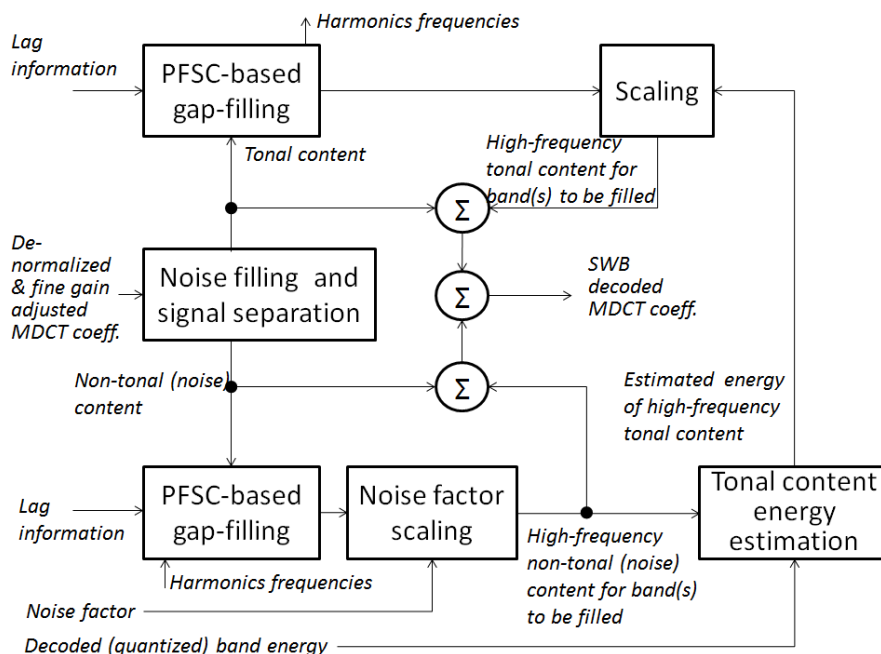 Harmonics frequencies
Lag
information
PFSC-based
gap-filling
Scaling
Tonal content
High-frequency
tonal content for
band(s) to be filled
Σ
De-
normalized
& fine gain
adjusted
MDCT coeff.
Noise filling and
signal separation
Σ
SWB
decoded
MDCT coeff.
Non-tonal (noise)
content
Σ
Estimated energy
of high-frequency
tonal content
Lag
information
PFSC-based
gap-filling
Noise factor
scaling
Tonal content
energy
estimation
High-frequency
non-tonal (noise)
content for band(s)
to be filled
Harmonics frequencies
Noise factor
Decoded (quantized) band energy